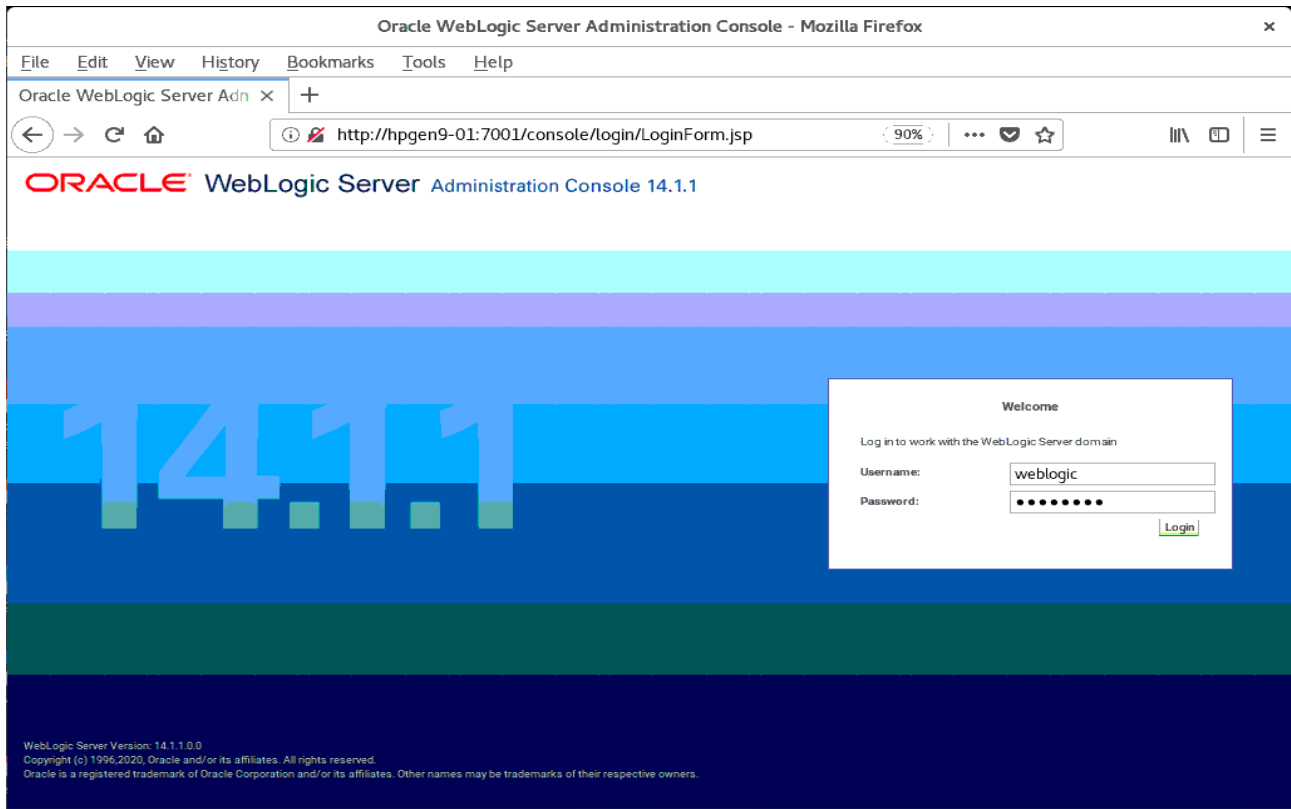 Oracle WebLogic Server Administration Console - Mozilla Firefox ×
File Edit View History Bookmarks Tools Help
Oracle WebLogic Server Adn × +
http://hpgen9-01:7001/console/login/LoginForm.jsp 90%
ORACLE WebLogic Server Administration Console 14.1.1
14.1.1
Welcome
Log in to work with the WebLogic Server domain
Username: weblogic
Password: ●●●●●●●●
Login
WebLogic Server Version: 14.1.1.0.0
Copyright (c) 1996,2020, Oracle and/or its affiliates. All rights reserved.
Oracle is a registered trademark of Oracle Corporation and/or its affiliates. Other names may be trademarks of their respective owners.